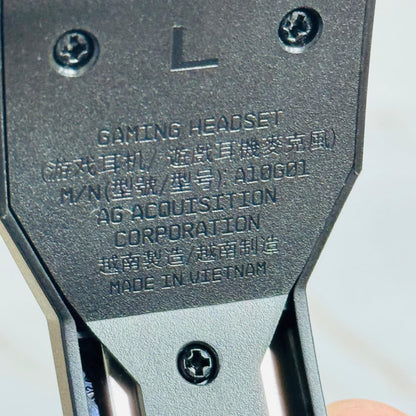 L
GAMING HEADSET
(游戏耳机/ 遊戲耳機麥克風)
M/N(型號/型号): A10G01
AG ACQUISITION
CORPORATION
越南製造/越南制造
MADE IN VIETNAM